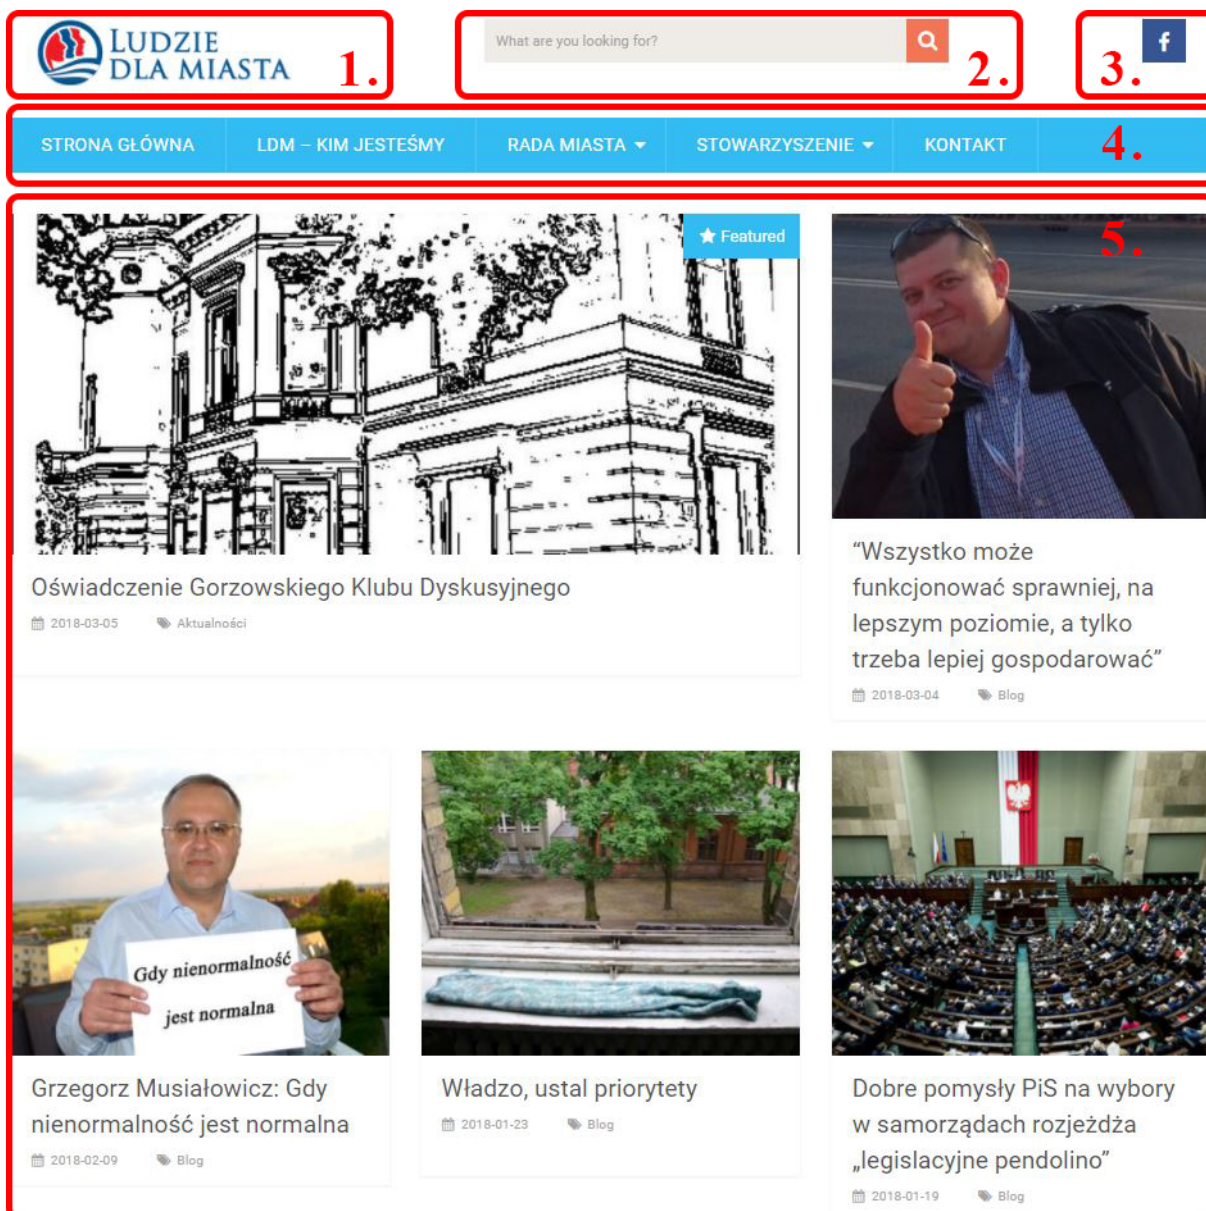 LUDZIE
DLA MIASTA
1.
What are you looking for?
2.
f
3.
STRONA GŁÓWNA LDM – KIM JESTEŚMY RADA MIASTA STOWARZYSZENIE KONTAKT
4.
Featured
5.
Oświadczenie Gorzowskiego Klubu Dyskusyjnego
2018-03-05 Aktualności
“Wszystko może
funkcjonować sprawniej, na
lepszym poziomie, a tylko
trzeba lepiej gospodarować”
2018-03-04 Blog
Gdy nienormalność
jest normalna
Grzegorz Musiałowicz: Gdy
nienormalność jest normalna
2018-02-09 Blog
Władzo, ustal priorytety
2018-01-23 Blog
Dobre pomysły PiS na wybory
w samorządach rozjeżdża
„legislacyjne pendolino”
2018-01-19 Blog